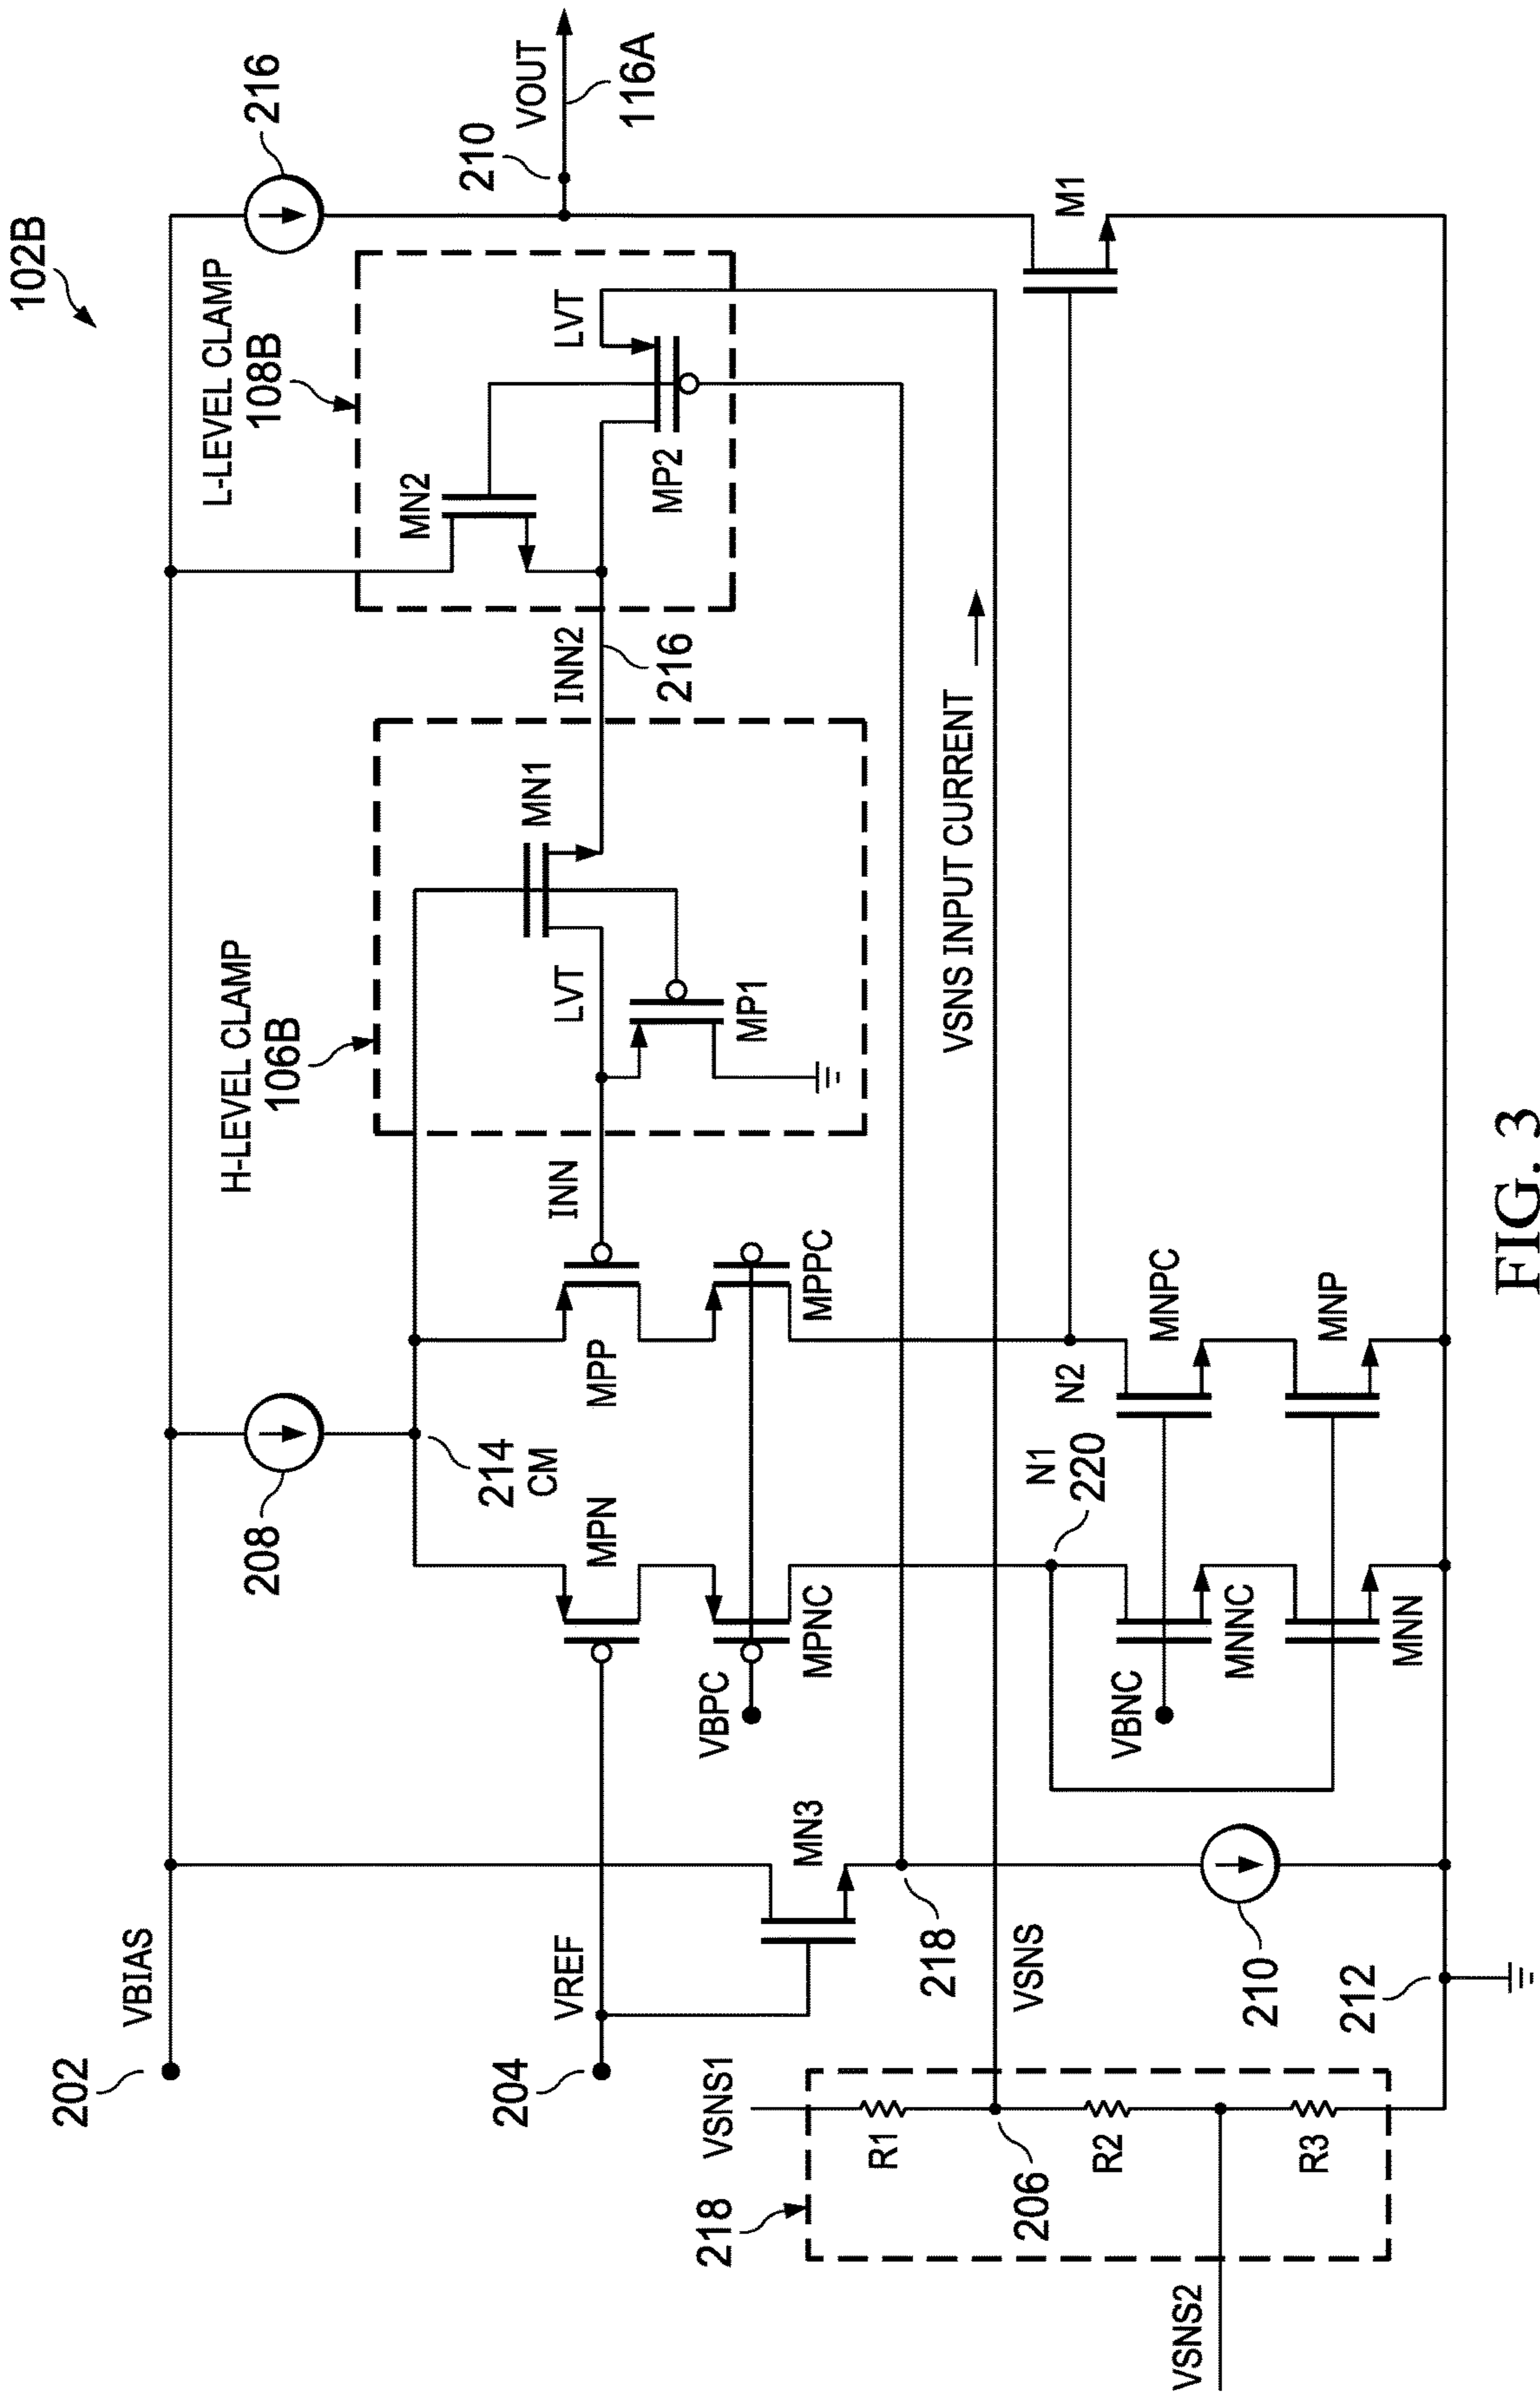 102B
202
VBIAS
208
216
L-LEVEL CLAMP
108B
H-LEVEL CLAMP
106B
204
VREF
214
CM
MPN
MPP
INN
LVT
MN1
MP1
INN2
216
MN2
LVT
MP2
210
VOUT
116A
VSNS1
218
R1
206
R2
R3
VSNS2
MN3
218
VSNS
210
212
VBPC
MPNC
MPPC
VSNS INPUT CURRENT
N1
220
N2
VBNC
MNNC
MNPC
MNN
MNP
M1
FIG. 3